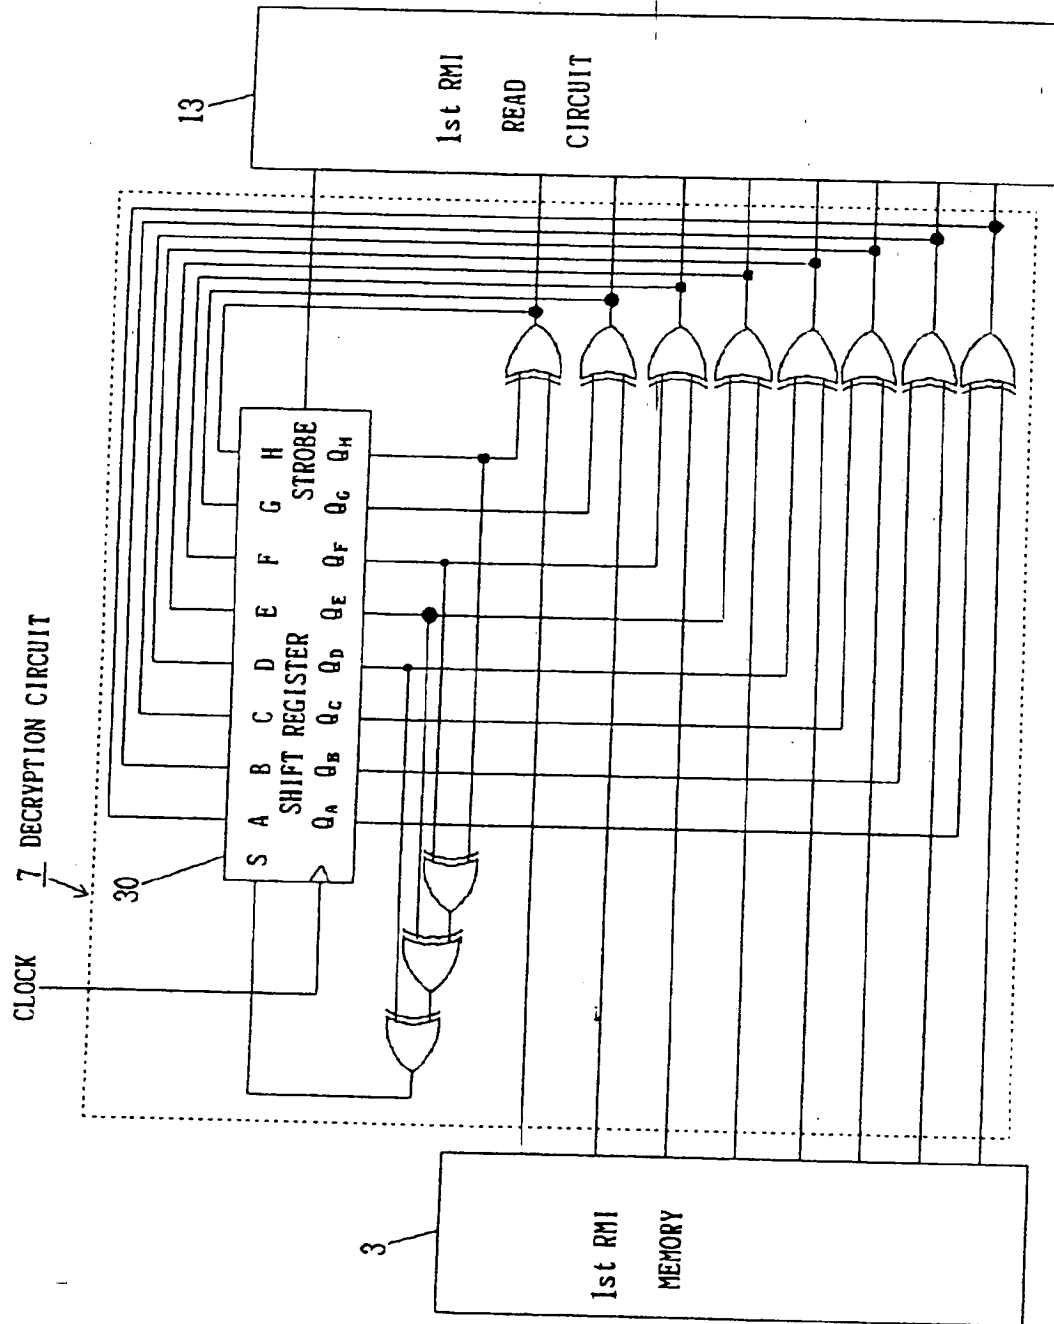 7 DECRYPTION CIRCUIT
CLOCK
30
S A B C D E F G H
SHIFT REGISTER STROBE
QA QB QC QD QE QF QG QH
13
1st RMI
READ
CIRCUIT
3
1st RMI
MEMORY